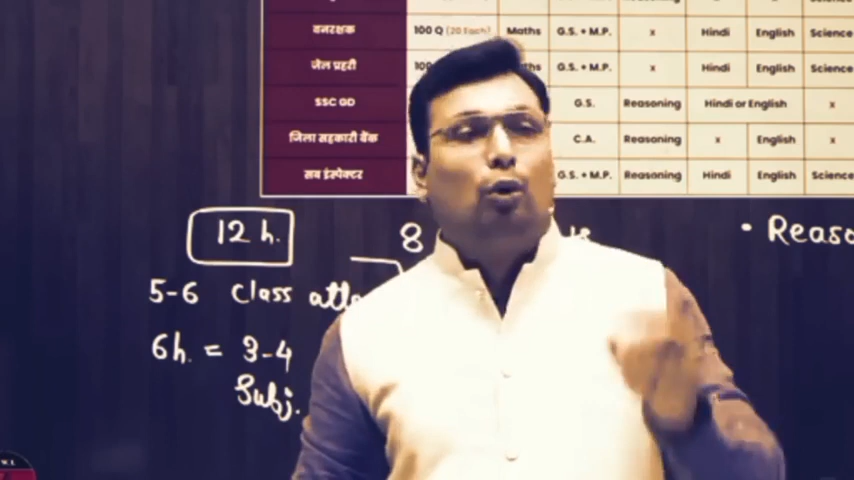 वनरक्षक 100 Q (20 Each) Maths G.S. + M.P. x Hindi English Science
जेल प्रहरी 100 G.S. + M.P. x Hindi English Science
SSC GD G.S. Reasoning Hindi or English x
जिला सहकारी बैंक C.A. Reasoning x English x
सब इंस्पेक्टर G.S. + M.P. Reasoning Hindi English Science
12 h. 8
5-6 Class
6h. = 3-4
Subj.